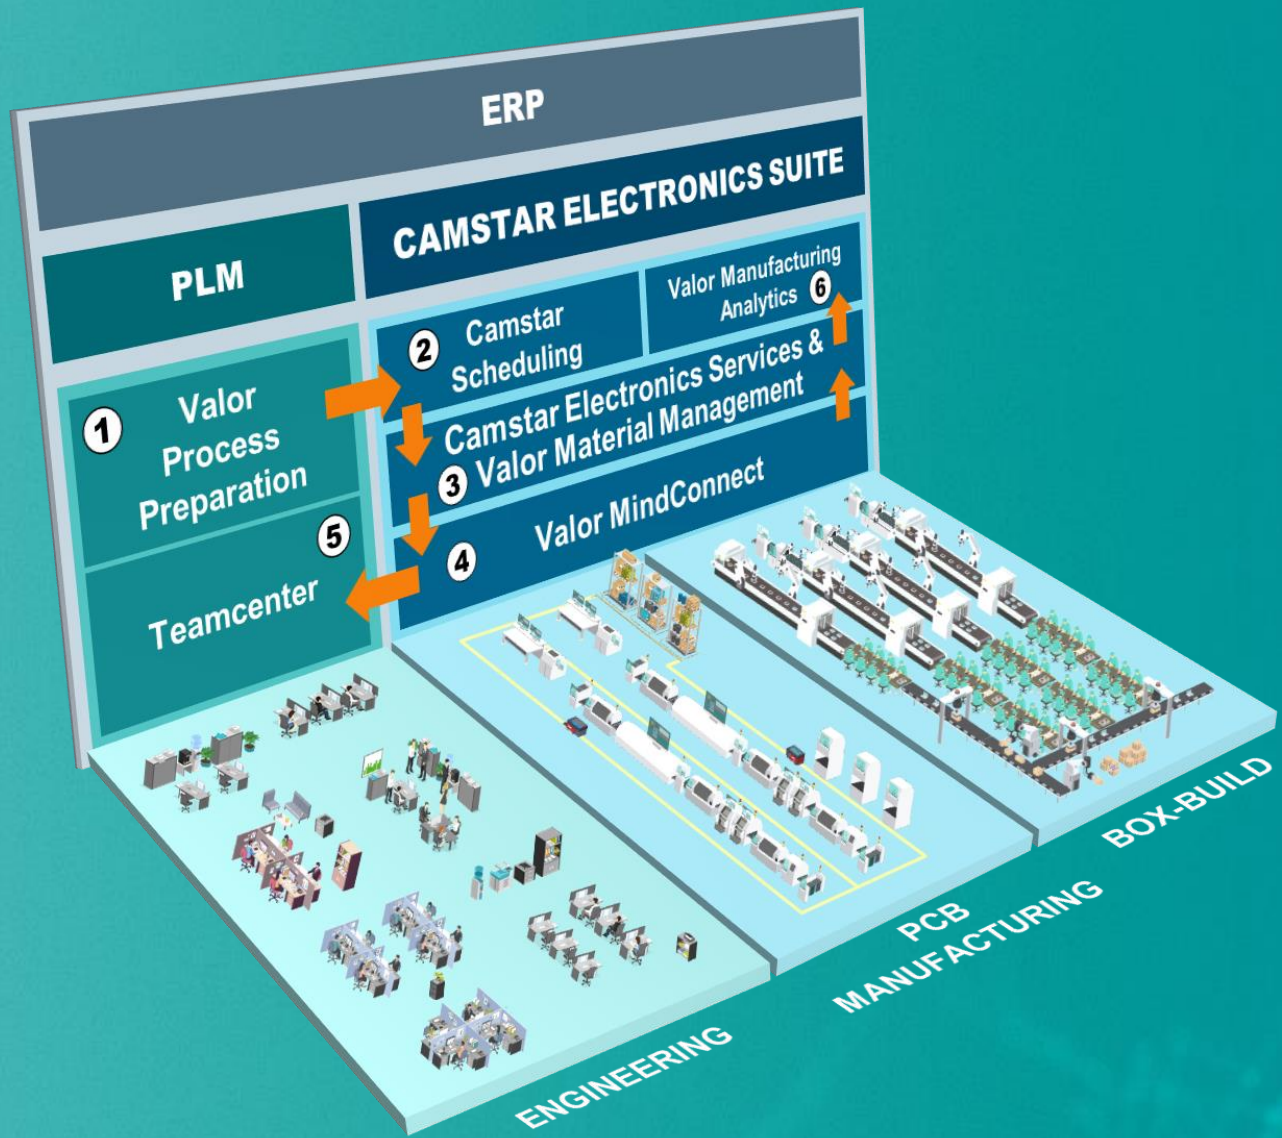 ERP
PLM
CAMSTAR ELECTRONICS SUITE
1
Valor
Process
Preparation
5
Teamcenter
2
Camstar
Scheduling
Valor Manufacturing
Analytics 6
Camstar Electronics Services &
3 Valor Material Management
4
Valor MindConnect
ENGINEERING
PCB
MANUFACTURING
BOX-BUILD